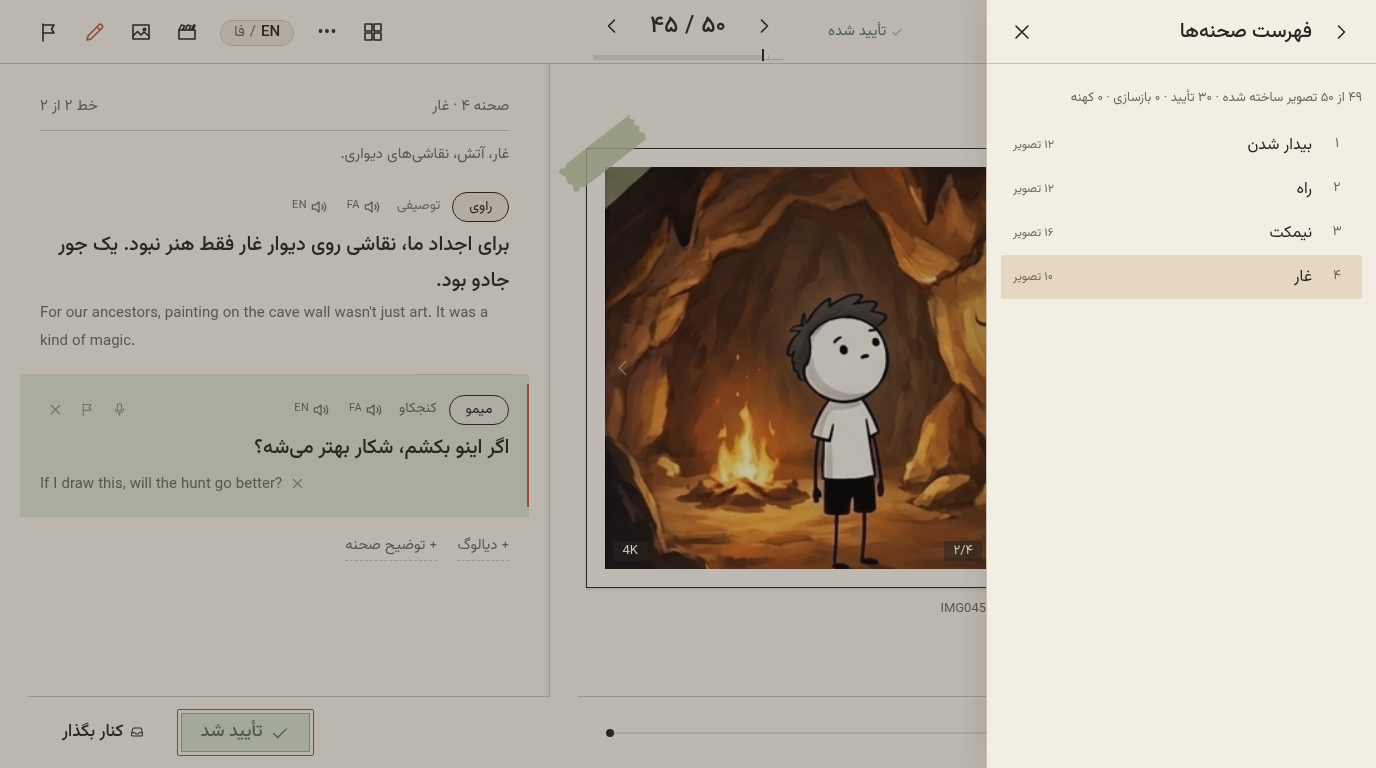 فهرست صحنه‌ها
۴۹ از ۵۰ تصویر ساخته شده · ۳۰ تأیید · ۰ بازسازی · ۰ کهنه
۱ بیدار شدن ۱۲ تصویر
۲ راه ۱۲ تصویر
۳ نیمکت ۱۶ تصویر
۴ غار ۱۰ تصویر
تأیید شده
۴۵ / ۵۰
EN / فا
4K
۲/۴
IMG045
صحنه ۴ · غار
خط ۲ از ۲
غار، آتش، نقاشی‌های دیواری.
راوی توصیفی FA EN
برای اجداد ما، نقاشی روی دیوار غار فقط هنر نبود. یک جور
جادو بود.
For our ancestors, painting on the cave wall wasn't just art. It was a
kind of magic.
میمو کنجکاو FA EN
اگر اینو بکشم، شکار بهتر می‌شه؟
If I draw this, will the hunt go better?
+ دیالوگ + توضیح صحنه
تأیید شد
کنار بگذار